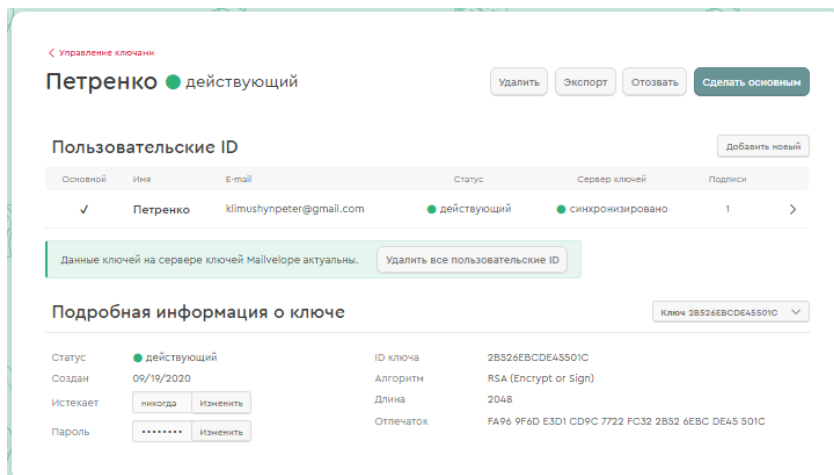 Управление ключами
Петренко действующий
Удалить Экспорт Отозвать Сделать основным
Пользовательские ID
Добавить новый
Основной Имя E-mail Статус Сервер ключей Подписи
✓ Петренко klimushynpeter@gmail.com действующий синхронизировано 1
Данные ключей на сервере ключей Mailvelope актуальны. Удалить все пользовательские ID
Подробная информация о ключе
Ключ 2B526EBCDE45501C
Статус действующий ID ключа 2B526EBCDE45501C
Создан 09/19/2020 Алгоритм RSA (Encrypt or Sign)
Истекает никогда Изменить Длина 2048
Пароль •••••••• Изменить Отпечаток FA96 9F6D E3D1 CD9C 7722 FC32 2B52 6EBC DE45 501C